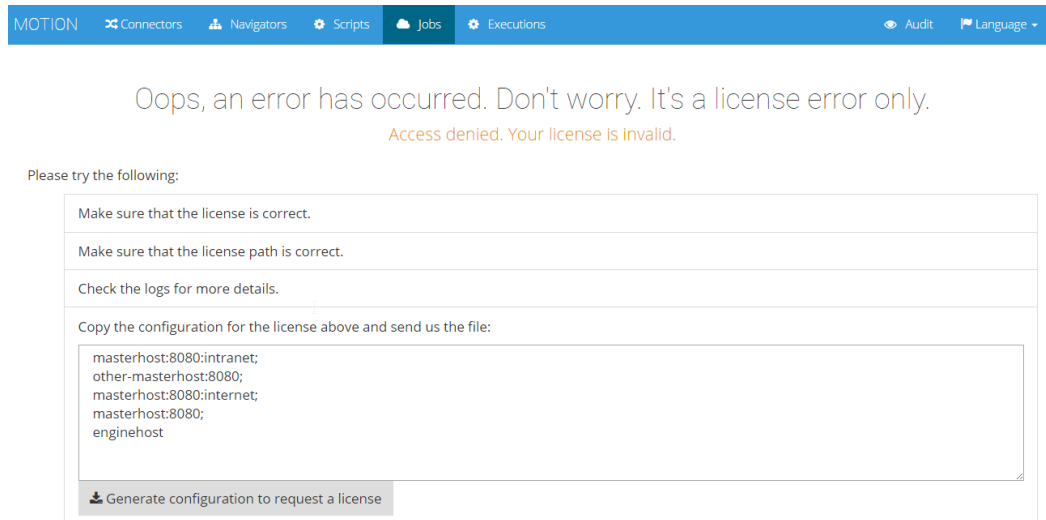 MOTION Connectors Navigators Scripts Jobs Executions Audit Language
Oops, an error has occurred. Don't worry. It's a license error only.
Access denied. Your license is invalid.
Please try the following:
Make sure that the license is correct.
Make sure that the license path is correct.
Check the logs for more details.
Copy the configuration for the license above and send us the file:
masterhost:8080:intranet;
other-masterhost:8080;
masterhost:8080:internet;
masterhost:8080;
enginehost
Generate configuration to request a license